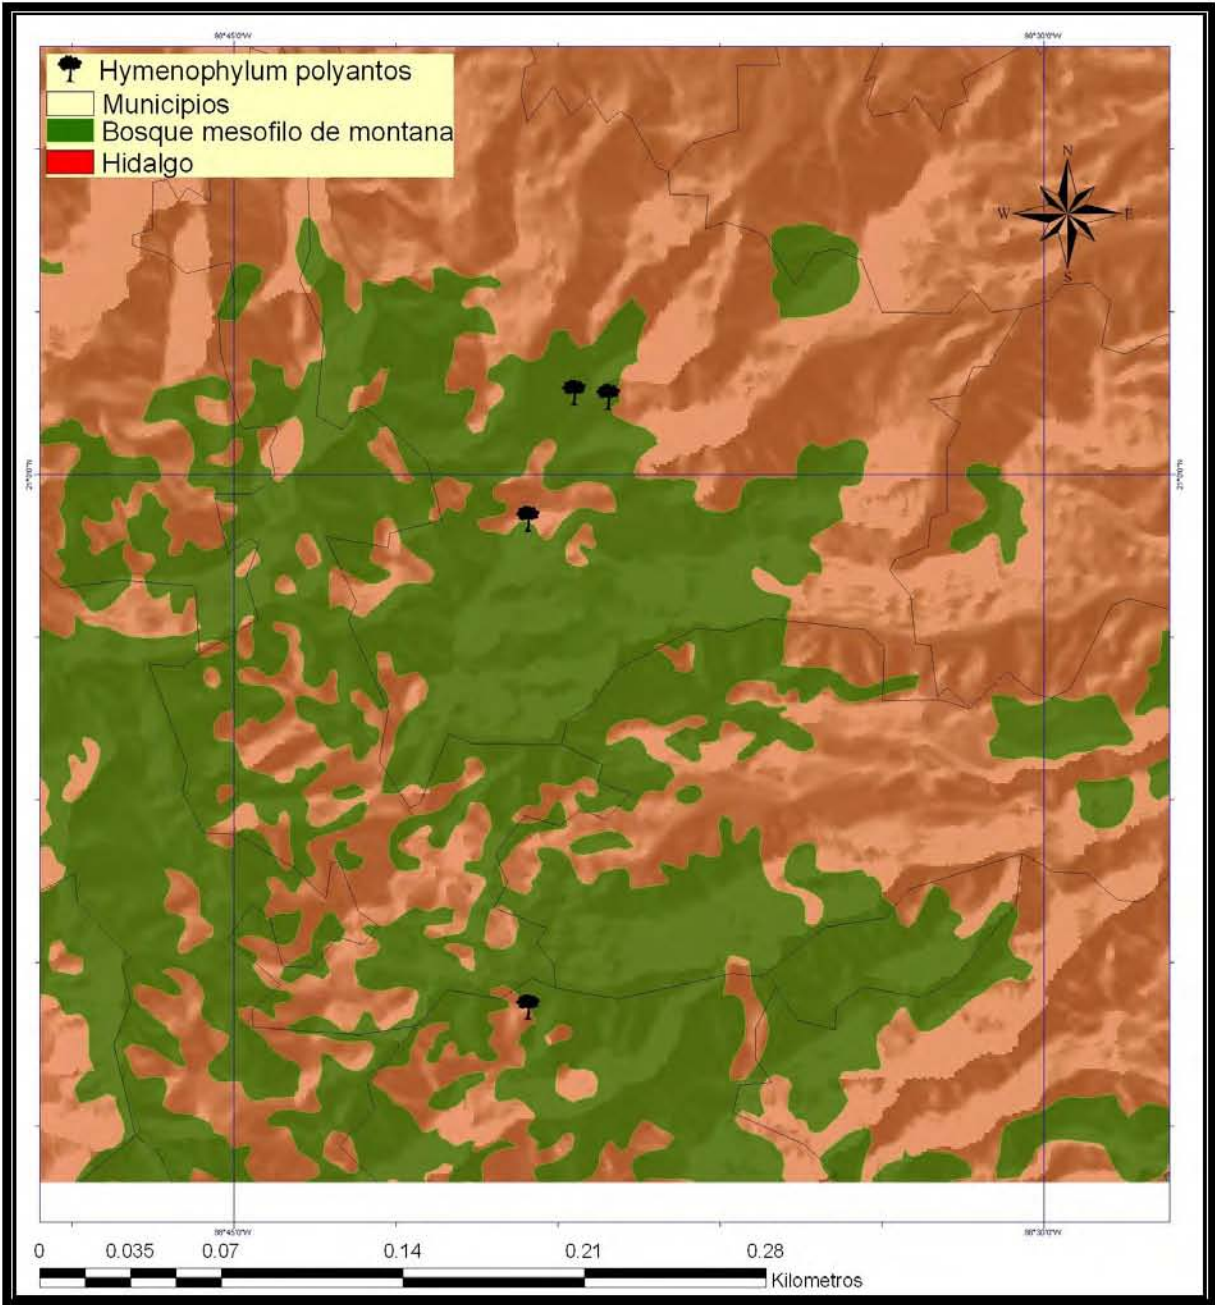 Hymenophylum polyantos
Municipios
Bosque mesofilo de montana
Hidalgo
N
W E
S
0 0.035 0.07 0.14 0.21 0.28
Kilometros